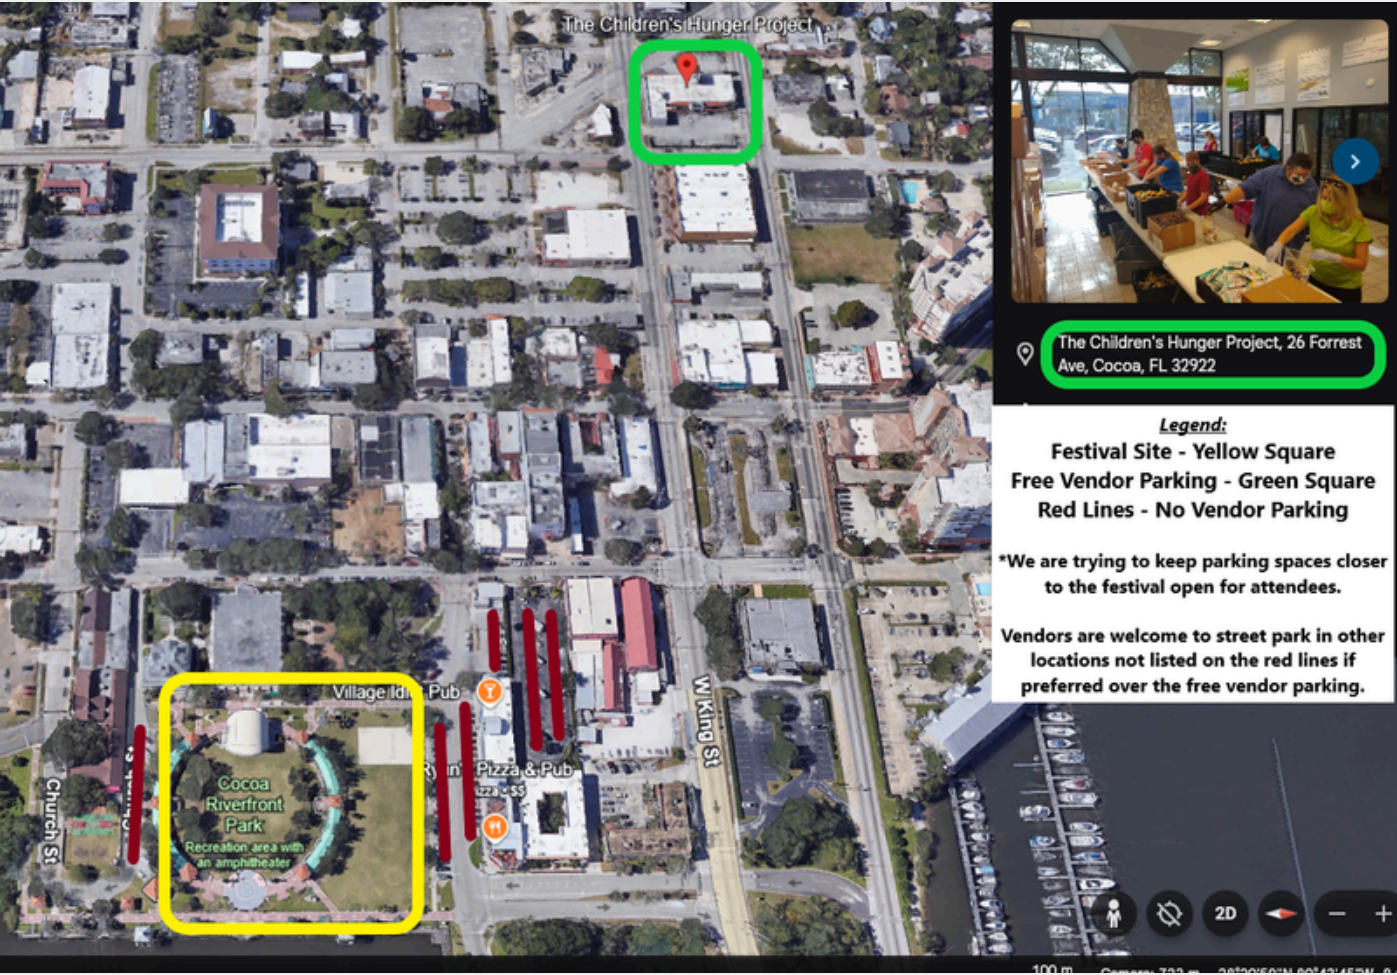 The Children's Hunger Project
The Children's Hunger Project, 26 Forrest
Ave, Cocoa, FL 32922
Legend:
Festival Site - Yellow Square
Free Vendor Parking - Green Square
Red Lines - No Vendor Parking
*We are trying to keep parking spaces closer
to the festival open for attendees.
Vendors are welcome to street park in other
locations not listed on the red lines if
preferred over the free vendor parking.
Village Idiot Pub
W King St
Pizza & Pub
$$
Church St
Church St
Cocoa
Riverfront
Park
Recreation area with
an amphitheater
2D
100 m